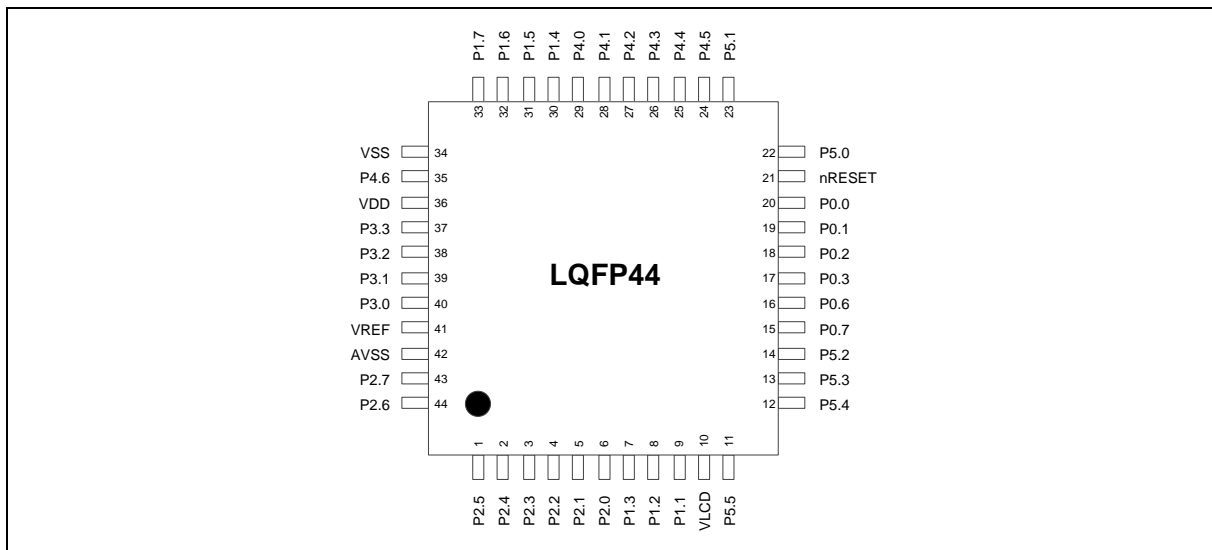 P1.7 P1.6 P1.5 P1.4 P4.0 P4.1 P4.2 P4.3 P4.4 P4.5 P5.1
33 32 31 30 29 28 27 26 25 24 23
VSS 34 22 P5.0
P4.6 35 21 nRESET
VDD 36 20 P0.0
P3.3 37 19 P0.1
P3.2 38 18 P0.2
LQFP44
P3.1 39 17 P0.3
P3.0 40 16 P0.6
VREF 41 15 P0.7
AVSS 42 14 P5.2
P2.7 43 13 P5.3
P2.6 44 12 P5.4
1 2 3 4 5 6 7 8 9 10 11
P2.5 P2.4 P2.3 P2.2 P2.1 P2.0 P1.3 P1.2 P1.1 VLCD P5.5